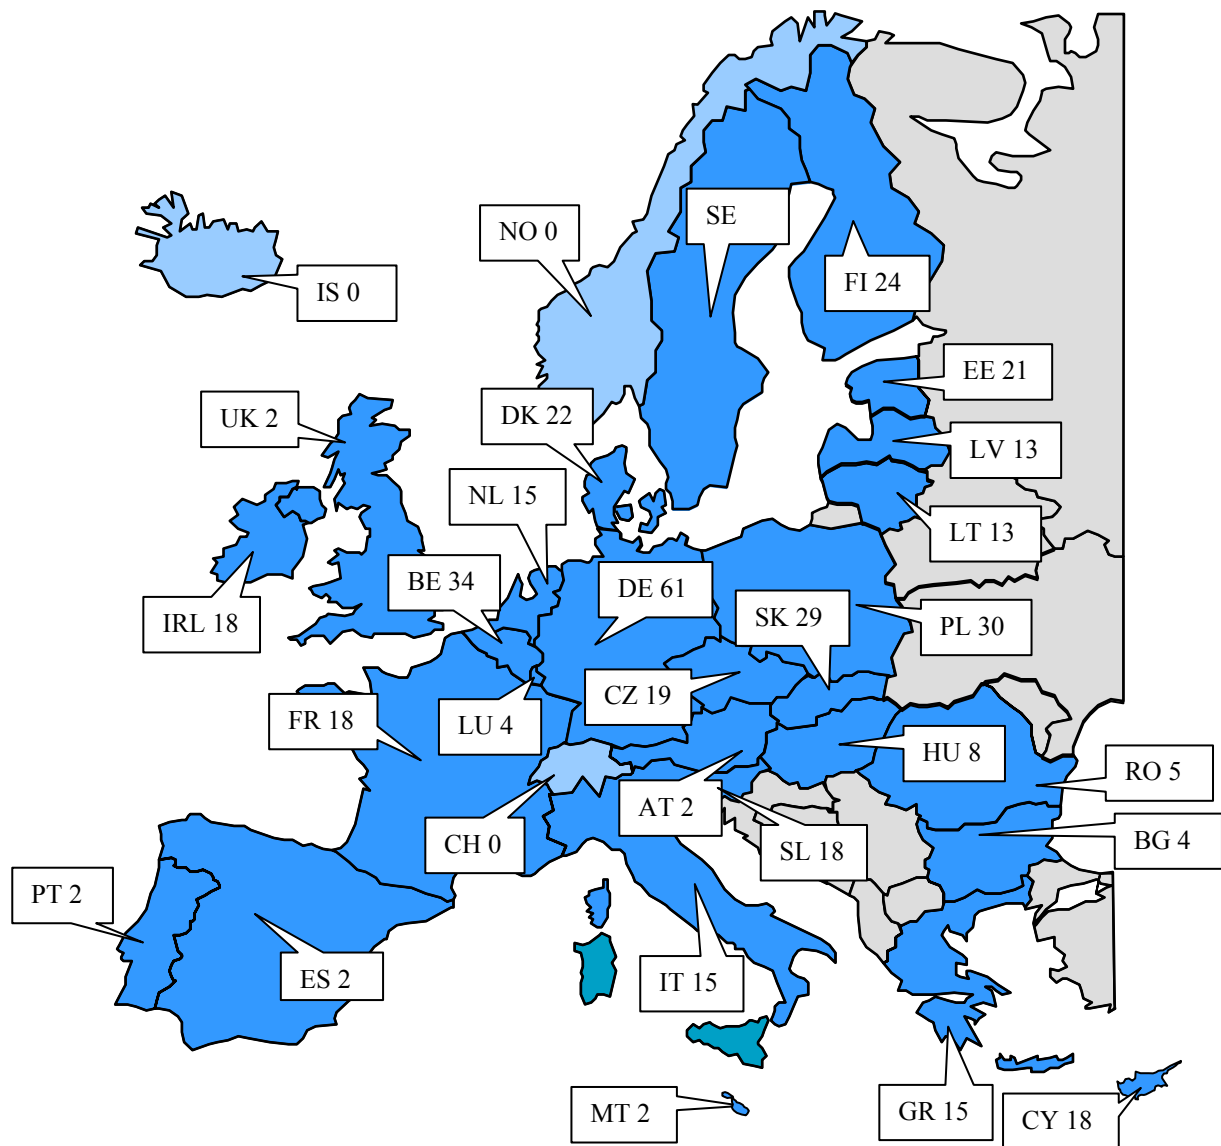 SE
NO 0
FI 24
IS 0
EE 21
UK 2
DK 22
LV 13
NL 15
LT 13
BE 34
DE 61
IRL 18
SK 29
PL 30
CZ 19
FR 18
LU 4
HU 8
RO 5
AT 2
CH 0
SL 18
BG 4
PT 2
ES 2
IT 15
MT 2
GR 15
CY 18